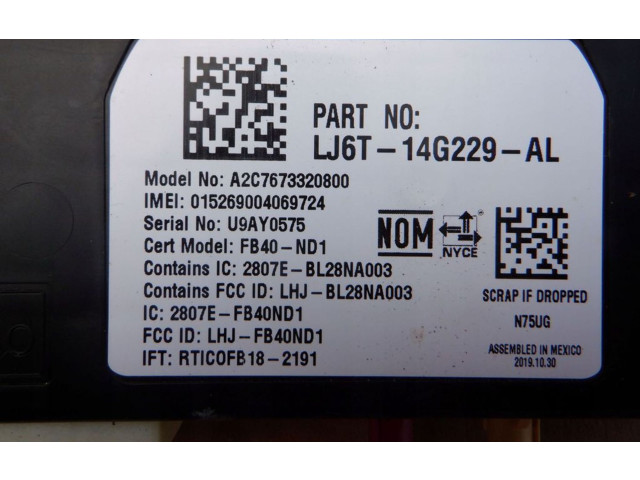 PART NO:
LJ6T-14G229-AL
Model No: A2C7673320800
IMEI: 015269004069724
Serial No: U9AY0575
Cert Model: FB40-ND1
Contains IC: 2807E-BL28NA003
Contains FCC ID: LHJ-BL28NA003
IC: 2807E-FB40ND1
FCC ID: LHJ-FB40ND1
IFT: RTICOFB18-2191
NOM
NYCE
SCRAP IF DROPPED
N75UG
ASSEMBLED IN MEXICO
2019.10.30